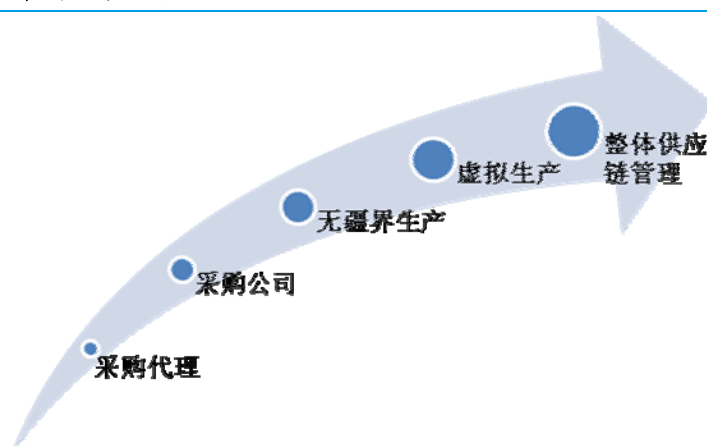 整体供应
链管理
虚拟生产
无疆界生产
采购公司
采购代理